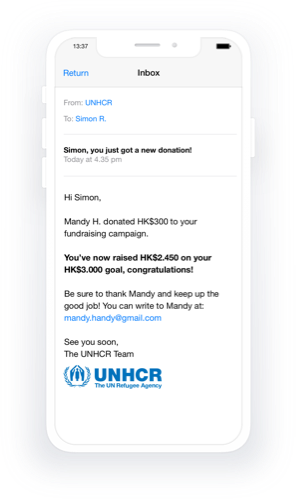 13:37
Return Inbox
From: UNHCR
To: Simon R.
Simon, you just got a new donation!
Today at 4.35 pm
Hi Simon,
Mandy H. donated HK$300 to your
fundraising campaign.
You've now raised HK$2.450 on your
HK$3.000 goal, congratulations!
Be sure to thank Mandy and keep up the
good job! You can write to Mandy at:
mandy.handy@gmail.com
See you soon,
The UNHCR Team
UNHCR
The UN Refugee Agency